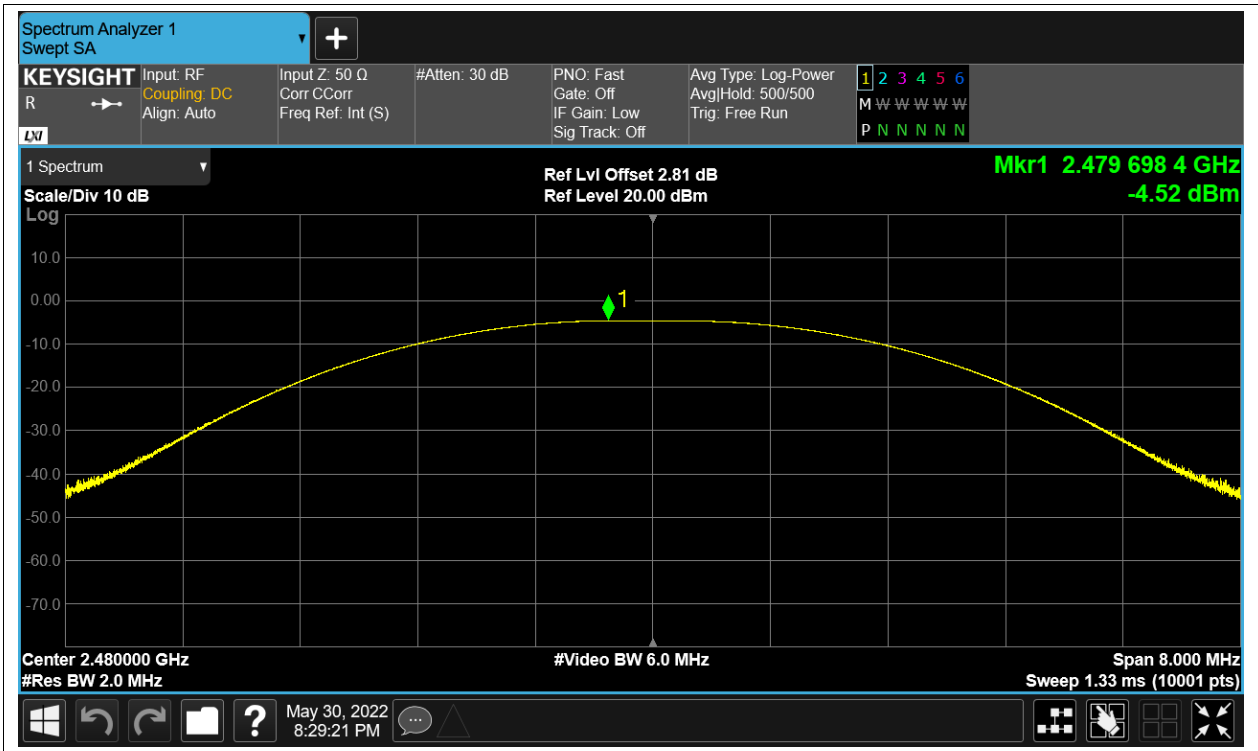 Spectrum Analyzer 1
Swept SA
+
KEYSIGHT
R
LXI
Input: RF
Coupling: DC
Align: Auto
Input Z: 50 Ω
Corr CCorr
Freq Ref: Int (S)
#Atten: 30 dB
PNO: Fast
Gate: Off
IF Gain: Low
Sig Track: Off
Avg Type: Log-Power
Avg|Hold: 500/500
Trig: Free Run
1 2 3 4 5 6
M W W W W W W
P N N N N N
1 Spectrum
Scale/Div 10 dB
Ref Lvl Offset 2.81 dB
Ref Level 20.00 dBm
Mkr1 2.479 698 4 GHz
-4.52 dBm
Log
10.0
0.00
-10.0
-20.0
-30.0
-40.0
-50.0
-60.0
-70.0
1
Center 2.480000 GHz
#Res BW 2.0 MHz
#Video BW 6.0 MHz
Span 8.000 MHz
Sweep 1.33 ms (10001 pts)
?
May 30, 2022
8:29:21 PM